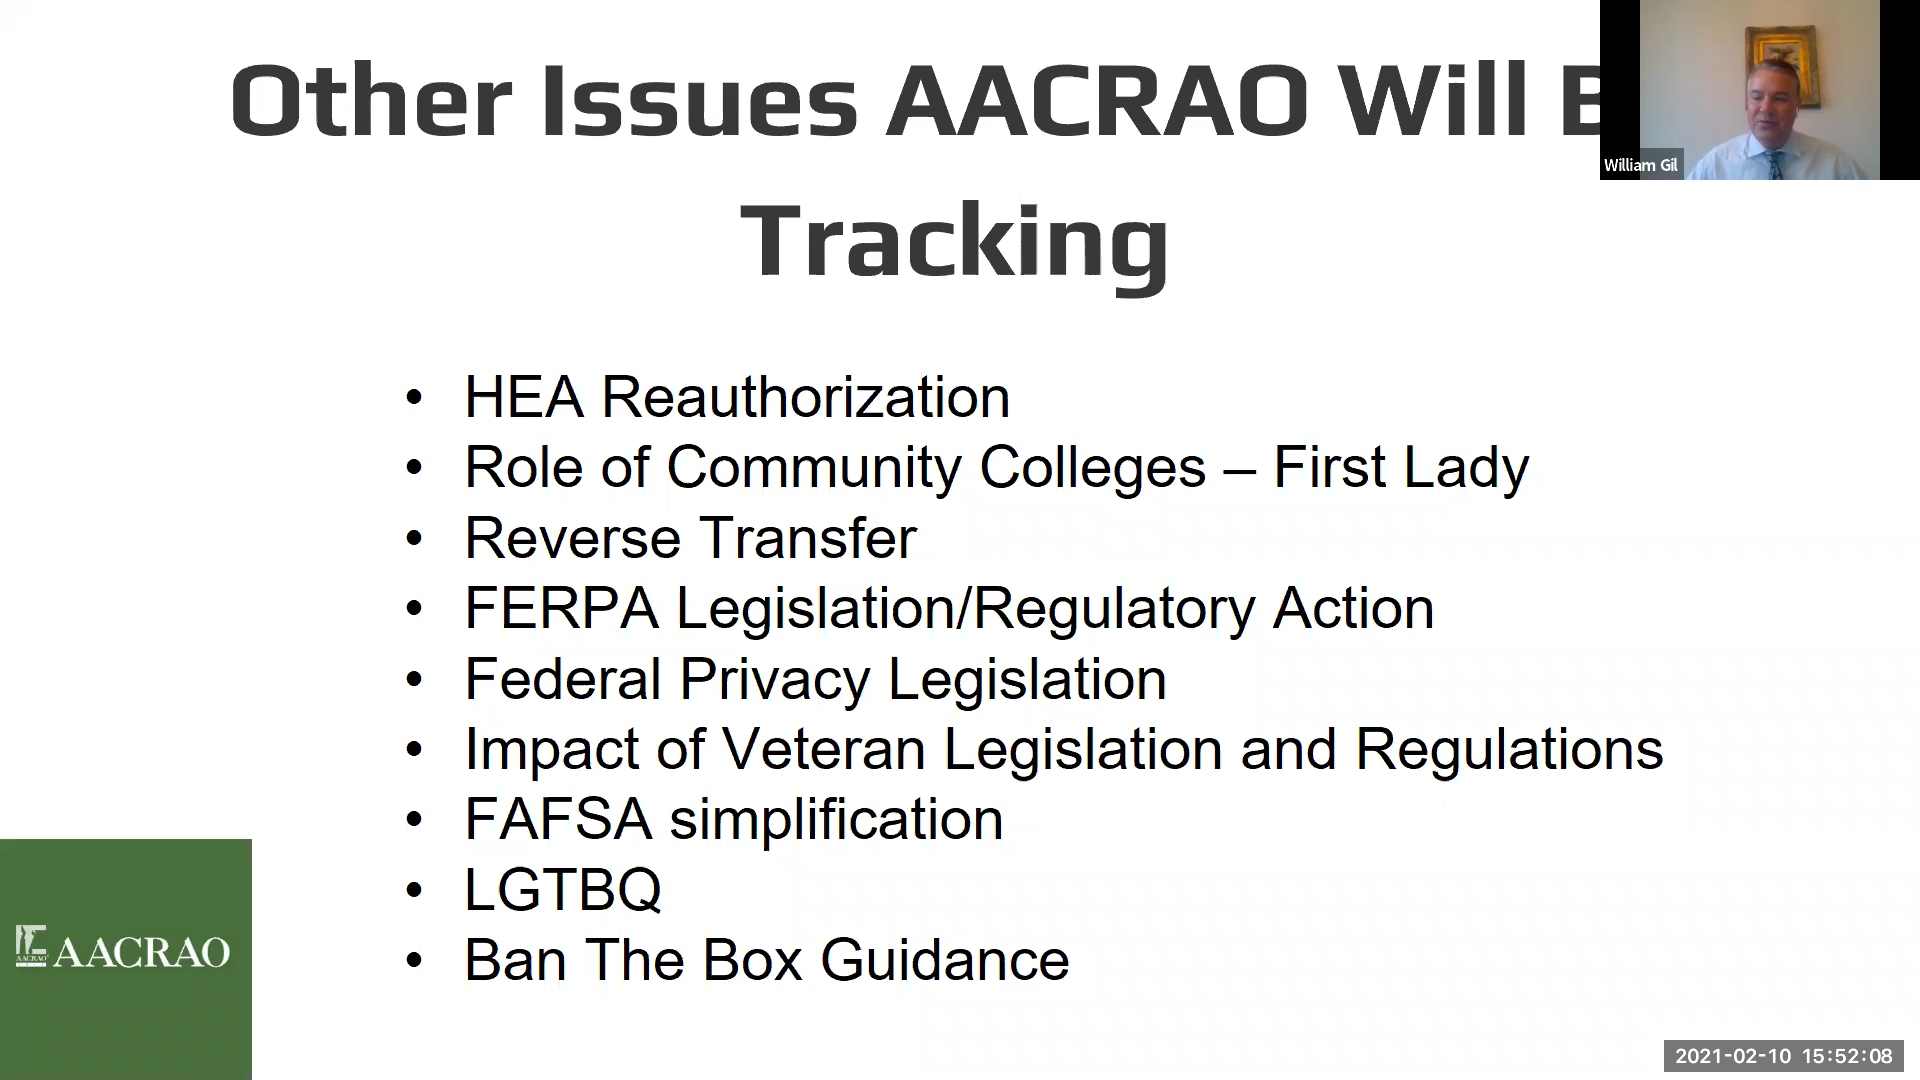 Other Issues AACRAO Will
Tracking
William Gil
• HEA Reauthorization
• Role of Community Colleges – First Lady
• Reverse Transfer
• FERPA Legislation/Regulatory Action
• Federal Privacy Legislation
• Impact of Veteran Legislation and Regulations
• FAFSA simplification
• LGTBQ
• Ban The Box Guidance
AACRAO
2021-02-10 15:52:08